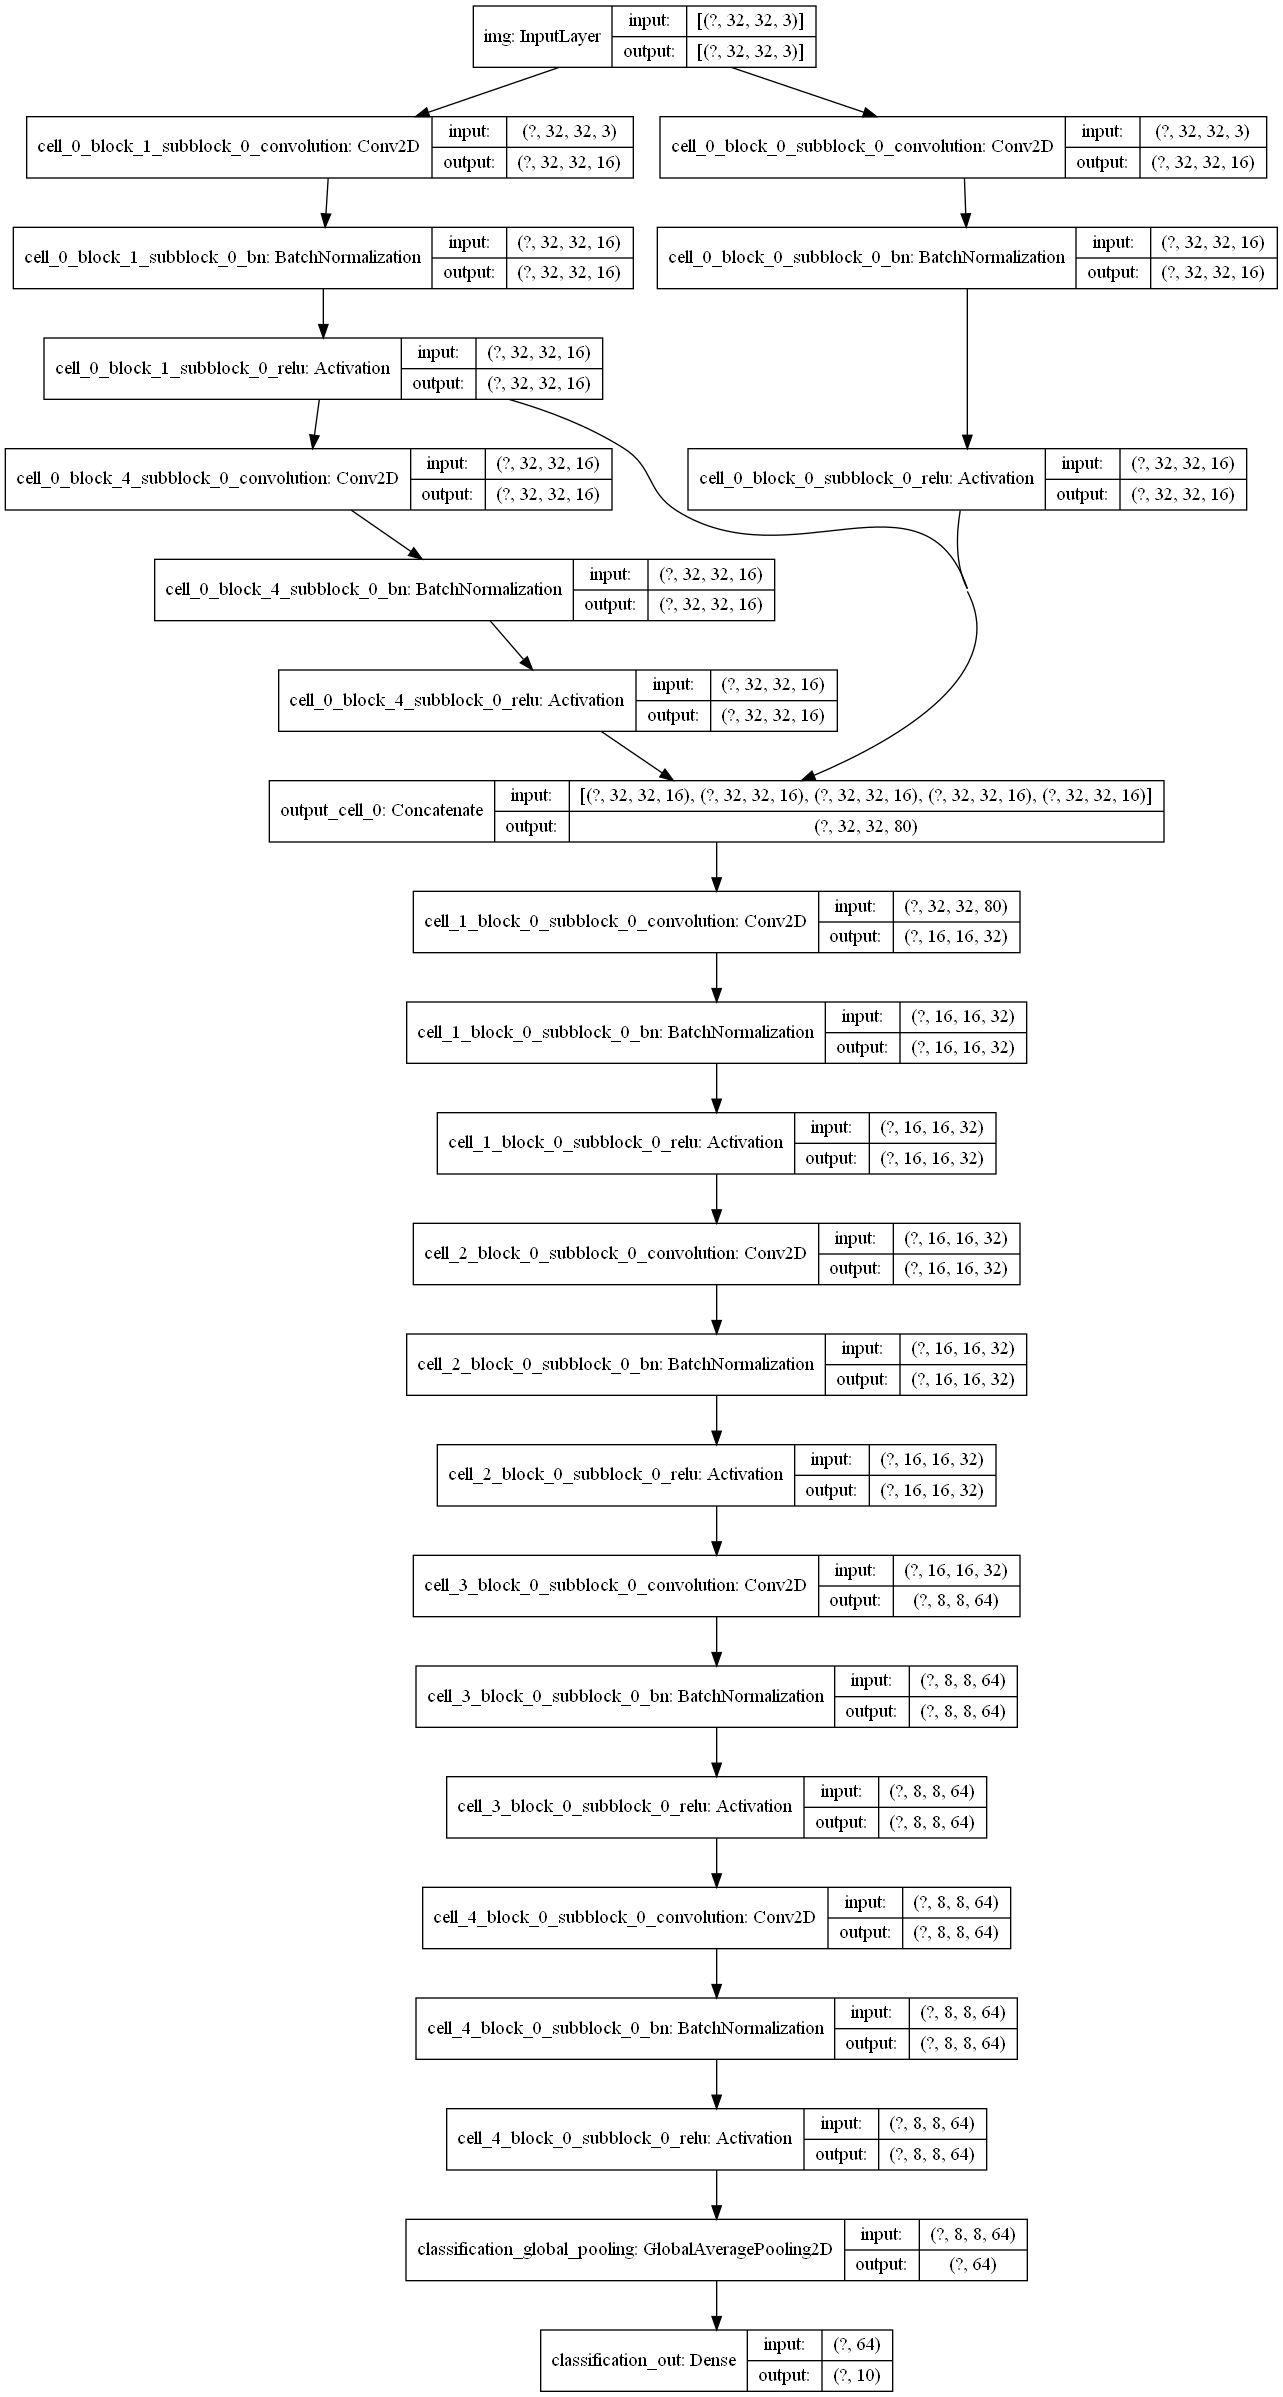 img: InputLayer
input: [(?, 32, 32, 3)]
output: [(?, 32, 32, 3)]
cell_0_block_1_subblock_0_convolution: Conv2D
input: (?, 32, 32, 3)
output: (?, 32, 32, 16)
cell_0_block_0_subblock_0_convolution: Conv2D
input: (?, 32, 32, 3)
output: (?, 32, 32, 16)
cell_0_block_1_subblock_0_bn: BatchNormalization
input: (?, 32, 32, 16)
output: (?, 32, 32, 16)
cell_0_block_0_subblock_0_bn: BatchNormalization
input: (?, 32, 32, 16)
output: (?, 32, 32, 16)
cell_0_block_1_subblock_0_relu: Activation
input: (?, 32, 32, 16)
output: (?, 32, 32, 16)
cell_0_block_4_subblock_0_convolution: Conv2D
input: (?, 32, 32, 16)
output: (?, 32, 32, 16)
cell_0_block_0_subblock_0_relu: Activation
input: (?, 32, 32, 16)
output: (?, 32, 32, 16)
cell_0_block_4_subblock_0_bn: BatchNormalization
input: (?, 32, 32, 16)
output: (?, 32, 32, 16)
cell_0_block_4_subblock_0_relu: Activation
input: (?, 32, 32, 16)
output: (?, 32, 32, 16)
output_cell_0: Concatenate
input: [(?, 32, 32, 16), (?, 32, 32, 16), (?, 32, 32, 16), (?, 32, 32, 16), (?, 32, 32, 16)]
output: (?, 32, 32, 80)
cell_1_block_0_subblock_0_convolution: Conv2D
input: (?, 32, 32, 80)
output: (?, 16, 16, 32)
cell_1_block_0_subblock_0_bn: BatchNormalization
input: (?, 16, 16, 32)
output: (?, 16, 16, 32)
cell_1_block_0_subblock_0_relu: Activation
input: (?, 16, 16, 32)
output: (?, 16, 16, 32)
cell_2_block_0_subblock_0_convolution: Conv2D
input: (?, 16, 16, 32)
output: (?, 16, 16, 32)
cell_2_block_0_subblock_0_bn: BatchNormalization
input: (?, 16, 16, 32)
output: (?, 16, 16, 32)
cell_2_block_0_subblock_0_relu: Activation
input: (?, 16, 16, 32)
output: (?, 16, 16, 32)
cell_3_block_0_subblock_0_convolution: Conv2D
input: (?, 16, 16, 32)
output: (?, 8, 8, 64)
cell_3_block_0_subblock_0_bn: BatchNormalization
input: (?, 8, 8, 64)
output: (?, 8, 8, 64)
cell_3_block_0_subblock_0_relu: Activation
input: (?, 8, 8, 64)
output: (?, 8, 8, 64)
cell_4_block_0_subblock_0_convolution: Conv2D
input: (?, 8, 8, 64)
output: (?, 8, 8, 64)
cell_4_block_0_subblock_0_bn: BatchNormalization
input: (?, 8, 8, 64)
output: (?, 8, 8, 64)
cell_4_block_0_subblock_0_relu: Activation
input: (?, 8, 8, 64)
output: (?, 8, 8, 64)
classification_global_pooling: GlobalAveragePooling2D
input: (?, 8, 8, 64)
output: (?, 64)
classification_out: Dense
input: (?, 64)
output: (?, 10)